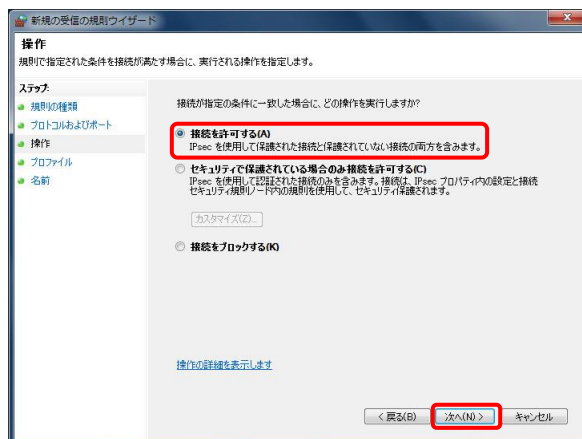 新規の受信の規則ウィザード
操作
規則で指定された条件を接続が満たす場合に、実行される操作を指定します。
ステップ:
規則の種類
プロトコルおよびポート
操作
プロファイル
名前
接続が指定の条件に一致した場合に、どの操作を実行しますか?
接続を許可する(A)
IPsec を使用して保護された接続と保護されていない接続の両方を含みます。
セキュリティで保護されている場合のみ接続を許可する(C)
IPsec を使用して認証された接続のみを含みます。接続は、IPsec プロパティ内の設定と接続
セキュリティ規則ノード内の規則を使用して、セキュリティ保護されます。
カスタマイズ(Z)...
接続をブロックする(K)
操作の詳細を表示します
< 戻る(B)
次へ(N) >
キャンセル